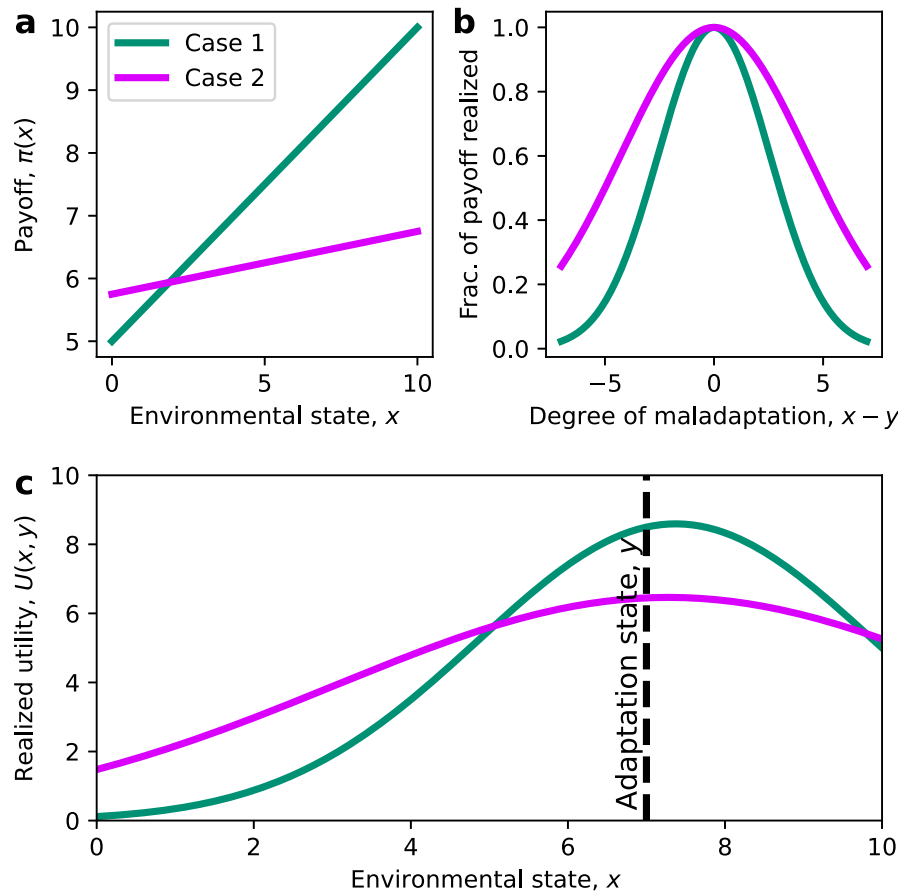 a
Payoff, π(x)
10
9
8
7
6
5
Case 1
Case 2
0
5
10
Environmental state, x
b
Frac. of payoff realized
1.0
0.8
0.6
0.4
0.2
0.0
−5
0
5
Degree of maladaptation, x − y
c
Realized utility, U(x, y)
10
8
6
4
2
0
Adaptation state, y
0
2
4
6
8
10
Environmental state, x